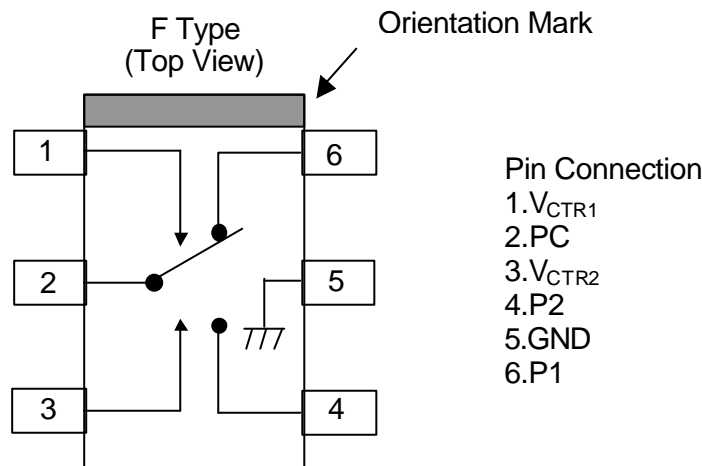 F Type
(Top View)
Orientation Mark
1
6
2
5
3
4
Pin Connection
1.VCTR1
2.PC
3.VCTR2
4.P2
5.GND
6.P1